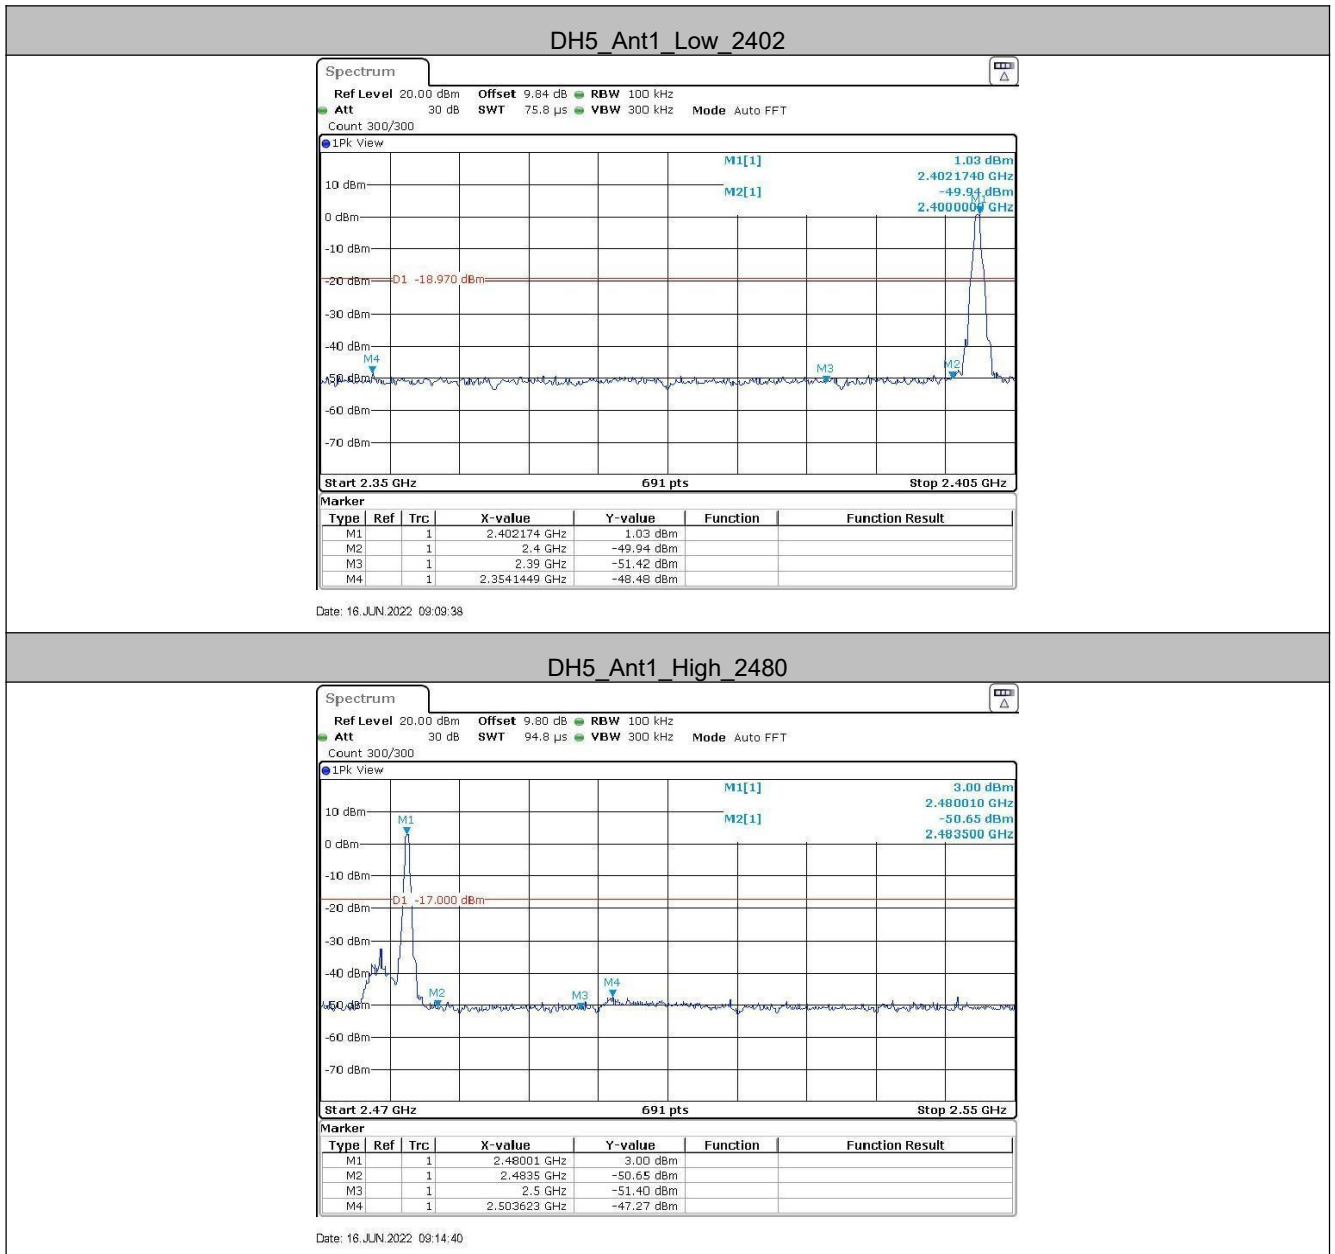 DH5_Ant1_Low_2402
Spectrum
Ref Level 20.00 dBm Offset 9.84 dB RBW 100 kHz
Att 30 dB SWT 75.8 µs VBW 300 kHz Mode Auto FFT
Count 300/300
1Pk View
M1[1] 1.03 dBm
2.4021740 GHz
M2[1] -49.94 dBm
2.4000000 GHz
M1
10 dBm
0 dBm
-10 dBm
-20 dBm
D1 -18.970 dBm
-30 dBm
-40 dBm
M4
M3
M2
-50 dBm
-60 dBm
-70 dBm
Start 2.35 GHz 691 pts Stop 2.405 GHz
Marker
Type Ref Trc X-value Y-value Function Function Result
M1 1 2.402174 GHz 1.03 dBm
M2 1 2.4 GHz -49.94 dBm
M3 1 2.39 GHz -51.42 dBm
M4 1 2.3541449 GHz -48.48 dBm
Date: 16.JUN.2022 09:09:38
DH5_Ant1_High_2480
Spectrum
Ref Level 20.00 dBm Offset 9.80 dB RBW 100 kHz
Att 30 dB SWT 94.8 µs VBW 300 kHz Mode Auto FFT
Count 300/300
1Pk View
M1[1] 3.00 dBm
2.480010 GHz
M2[1] -50.65 dBm
2.483500 GHz
10 dBm
M1
0 dBm
-10 dBm
D1 -17.000 dBm
-20 dBm
-30 dBm
-40 dBm
M2
M3
M4
-50 dBm
-60 dBm
-70 dBm
Start 2.47 GHz 691 pts Stop 2.55 GHz
Marker
Type Ref Trc X-value Y-value Function Function Result
M1 1 2.48001 GHz 3.00 dBm
M2 1 2.4835 GHz -50.65 dBm
M3 1 2.5 GHz -51.40 dBm
M4 1 2.503623 GHz -47.27 dBm
Date: 16.JUN.2022 09:14:40